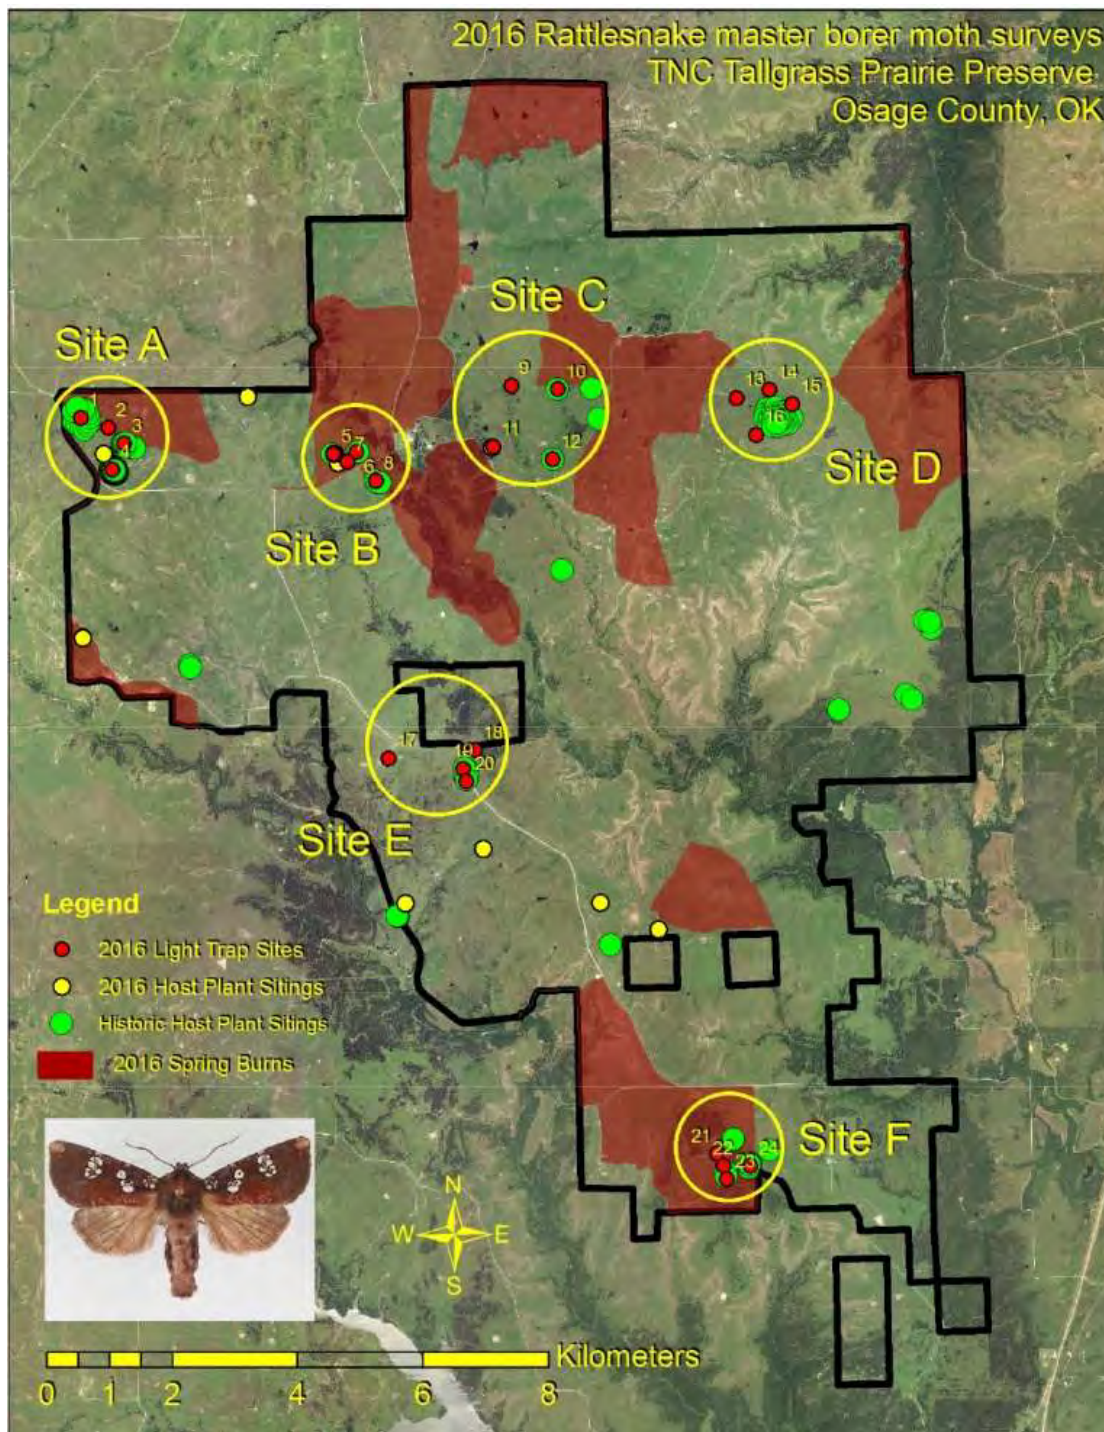 2016 Rattlesnake master borer moth surveys
TNC Tallgrass Prairie Preserve
Osage County, OK
Site C
Site A
9
10
14
13
15
1
2
16
3
11
5
7
12
4
6
8
Site D
Site B
18
17
19
20
Site E
Legend
2016 Light Trap Sites
2016 Host Plant Sitings
Historic Host Plant Sitings
2016 Spring Burns
21
22
24
23
Site F
N
W
E
S
Kilometers
0 1 2 4 6 8